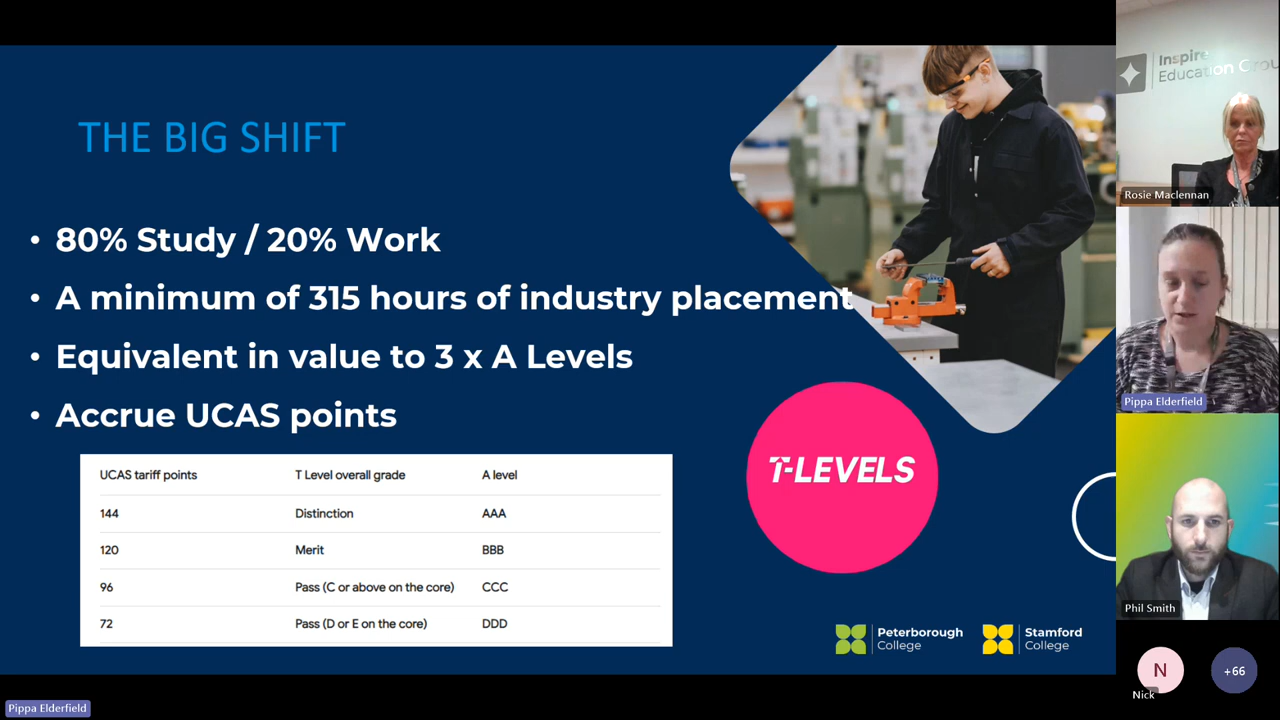 THE BIG SHIFT
• 80% Study / 20% Work
• A minimum of 315 hours of industry placement
• Equivalent in value to 3 x A Levels
• Accrue UCAS points
UCAS tariff points T Level overall grade A level
144 Distinction AAA
120 Merit BBB
96 Pass (C or above on the core) CCC
72 Pass (D or E on the core) DDD
T-LEVELS
Peterborough College
Stamford College
Inspire
Education Grou
Rosie Maclennan
Pippa Elderfield
Phil Smith
N
Nick
+66
Pippa Elderfield